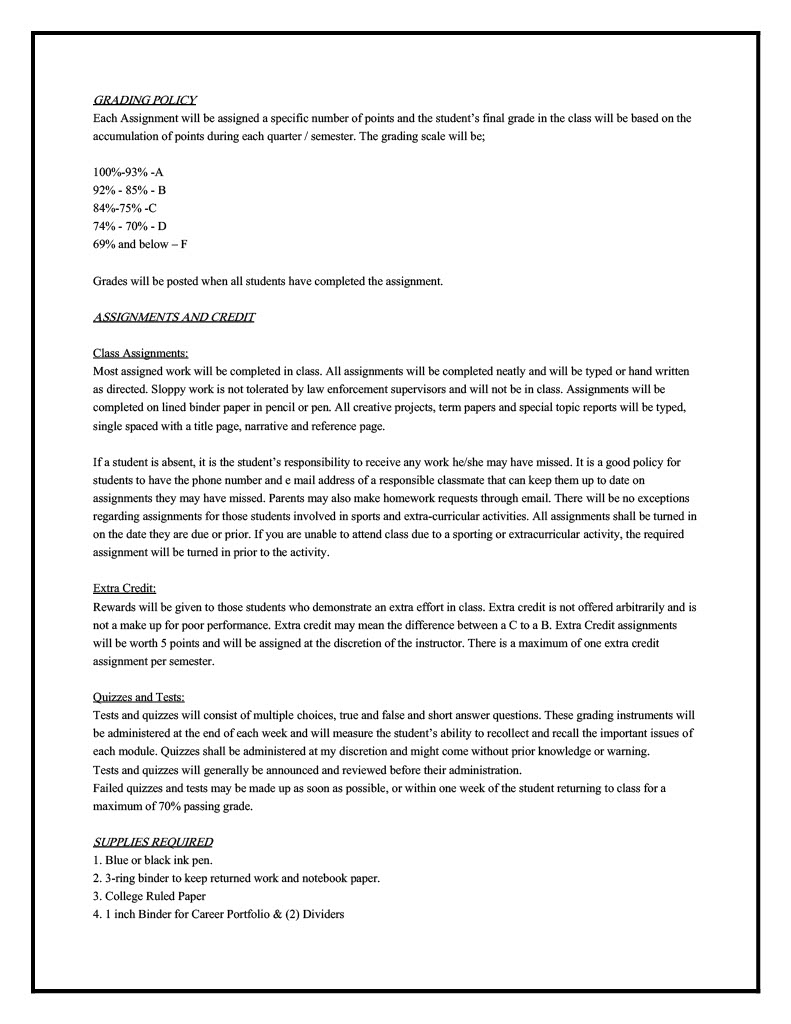 GRADING POLICY
Each Assignment will be assigned a specific number of points and the student’s final grade in the class will be based on the
accumulation of points during each quarter / semester. The grading scale will be;
100%-93% -A
92% - 85% - B
84%-75% -C
74% - 70% - D
69% and below – F
Grades will be posted when all students have completed the assignment.
ASSIGNMENTS AND CREDIT
Class Assignments:
Most assigned work will be completed in class. All assignments will be completed neatly and will be typed or hand written
as directed. Sloppy work is not tolerated by law enforcement supervisors and will not be in class. Assignments will be
completed on lined binder paper in pencil or pen. All creative projects, term papers and special topic reports will be typed,
single spaced with a title page, narrative and reference page.
If a student is absent, it is the student’s responsibility to receive any work he/she may have missed. It is a good policy for
students to have the phone number and e mail address of a responsible classmate that can keep them up to date on
assignments they may have missed. Parents may also make homework requests through email. There will be no exceptions
regarding assignments for those students involved in sports and extra-curricular activities. All assignments shall be turned in
on the date they are due or prior. If you are unable to attend class due to a sporting or extracurricular activity, the required
assignment will be turned in prior to the activity.
Extra Credit:
Rewards will be given to those students who demonstrate an extra effort in class. Extra credit is not offered arbitrarily and is
not a make up for poor performance. Extra credit may mean the difference between a C to a B. Extra Credit assignments
will be worth 5 points and will be assigned at the discretion of the instructor. There is a maximum of one extra credit
assignment per semester.
Quizzes and Tests:
Tests and quizzes will consist of multiple choices, true and false and short answer questions. These grading instruments will
be administered at the end of each week and will measure the student’s ability to recollect and recall the important issues of
each module. Quizzes shall be administered at my discretion and might come without prior knowledge or warning.
Tests and quizzes will generally be announced and reviewed before their administration.
Failed quizzes and tests may be made up as soon as possible, or within one week of the student returning to class for a
maximum of 70% passing grade.
SUPPLIES REQUIRED
1. Blue or black ink pen.
2. 3-ring binder to keep returned work and notebook paper.
3. College Ruled Paper
4. 1 inch Binder for Career Portfolio & (2) Dividers